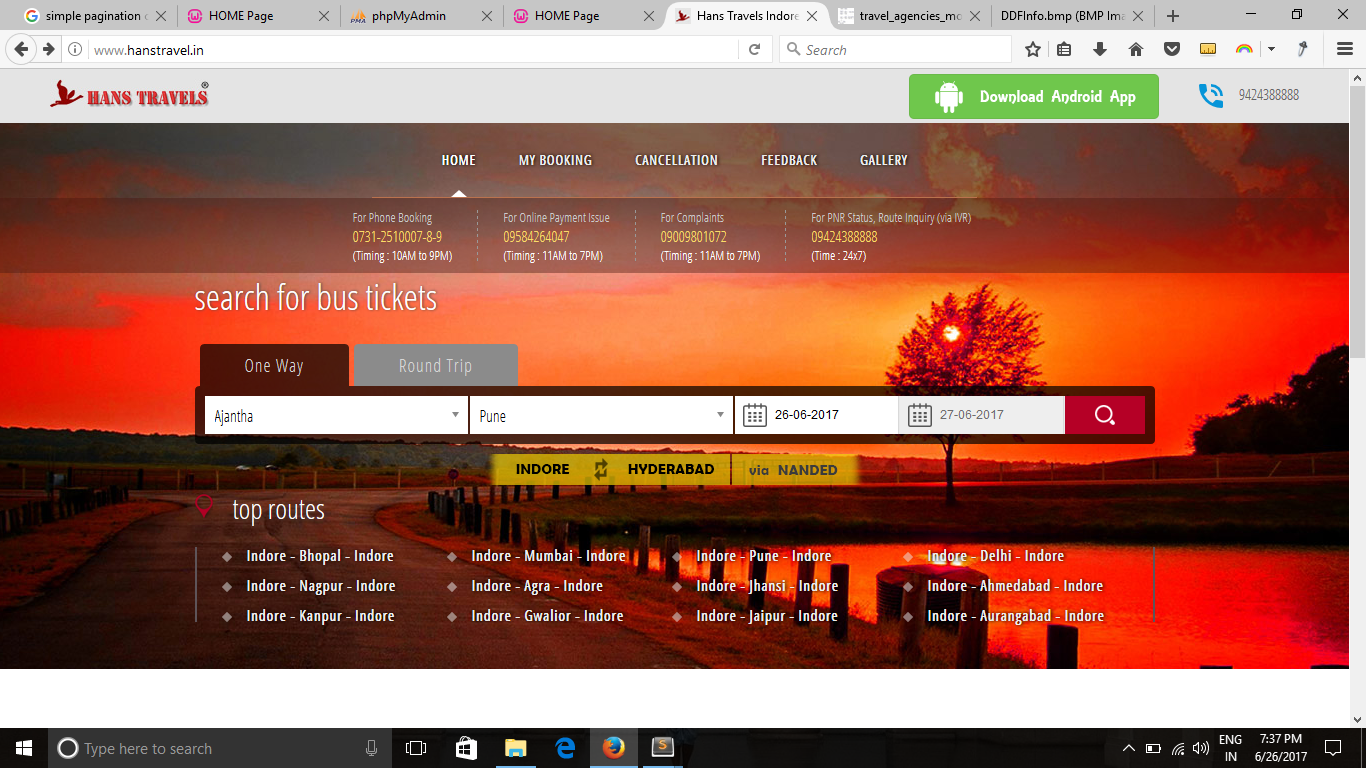 simple pagination
HOME Page
phpMyAdmin
HOME Page
Hans Travels Indore
travel_agencies_mo
DDFInfo.bmp (BMP Ima
www.hanstravel.in
Search
HANS TRAVELS®
Download Android App
9424388888
HOME MY BOOKING CANCELLATION FEEDBACK GALLERY
For Phone Booking
0731-2510007-8-9
(Timing : 10AM to 9PM)
For Online Payment Issue
09584264047
(Timing : 11AM to 7PM)
For Complaints
09009801072
(Timing : 11AM to 7PM)
For PNR Status, Route Inquiry (via IVR)
09424388888
(Time : 24x7)
search for bus tickets
One Way Round Trip
Ajantha Pune 26-06-2017 27-06-2017
INDORE HYDERABAD via NANDED
top routes
Indore - Bhopal - Indore Indore - Mumbai - Indore Indore - Pune - Indore Indore - Delhi - Indore
Indore - Nagpur - Indore Indore - Agra - Indore Indore - Jhansi - Indore Indore - Ahmedabad - Indore
Indore - Kanpur - Indore Indore - Gwalior - Indore Indore - Jaipur - Indore Indore - Aurangabad - Indore
Type here to search
ENG
IN
7:37 PM
6/26/2017